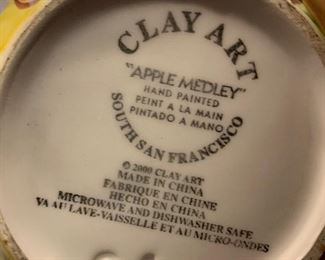 CLAY ART
"APPLE MEDLEY"
HAND PAINTED
PEINT A LA MAIN
PINTADO A MANO
SOUTH SAN FRANCISCO
© 2000 CLAY ART
MADE IN CHINA
FABRIQUE EN CHINE
HECHO EN CHINA
MICROWAVE AND DISHWASHER SAFE
VA AU LAVE-VAISSELLE ET AU MICRO-ONDES